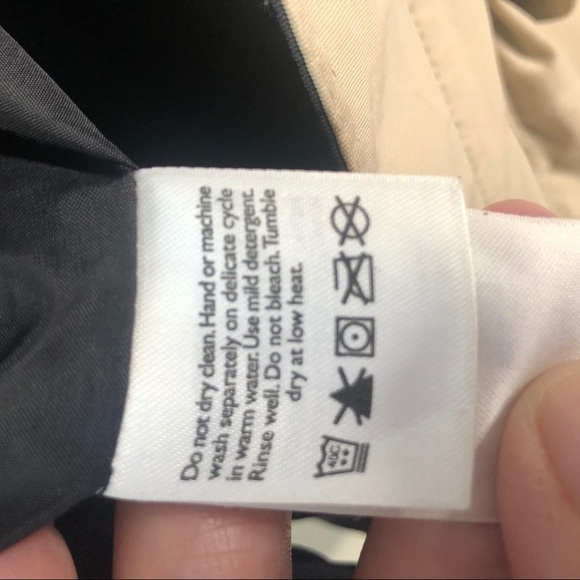 Do not dry clean. Hand or machine
wash separately on delicate cycle
in warm water. Use mild detergent.
Rinse well. Do not bleach. Tumble
dry at low heat.
40C